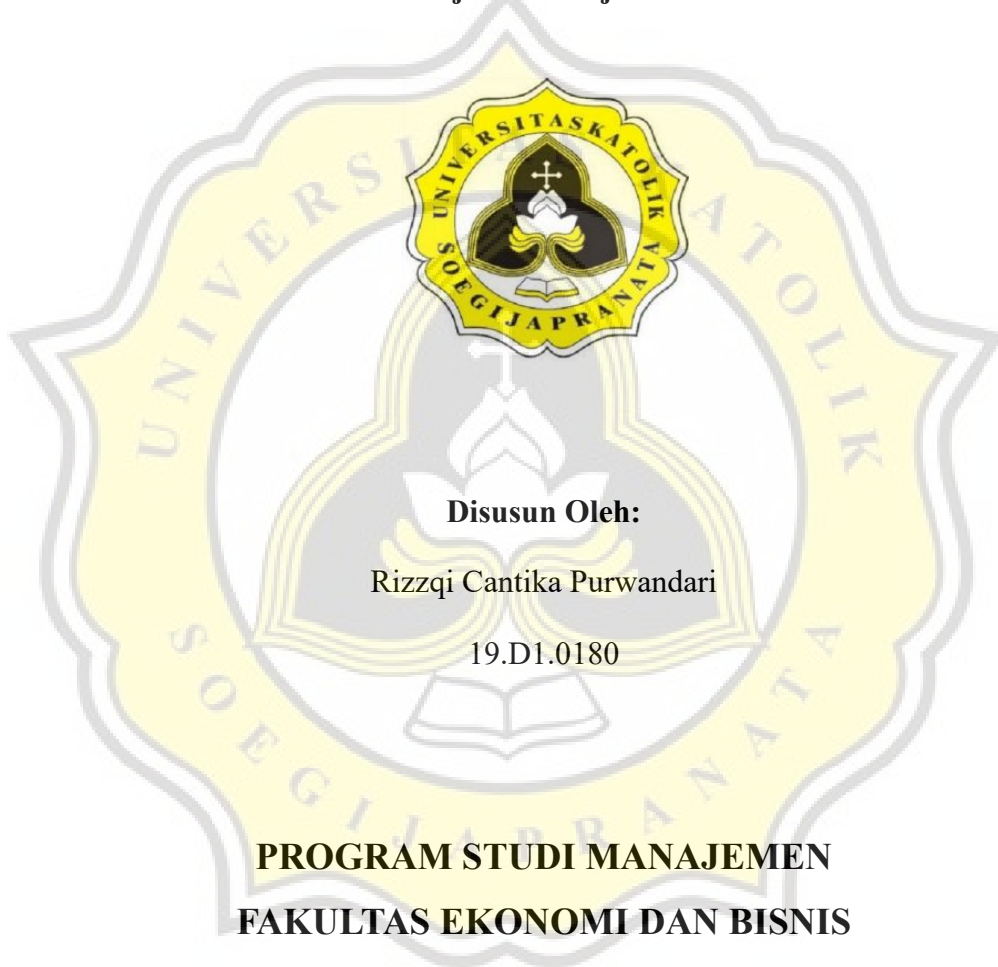 UNIVERSITAS KATOLIK
SOEGIJAPRANATA
Disusun Oleh:
Rizzqi Cantika Purwandari
19.D1.0180
PROGRAM STUDI MANAJEMEN
FAKULTAS EKONOMI DAN BISNIS